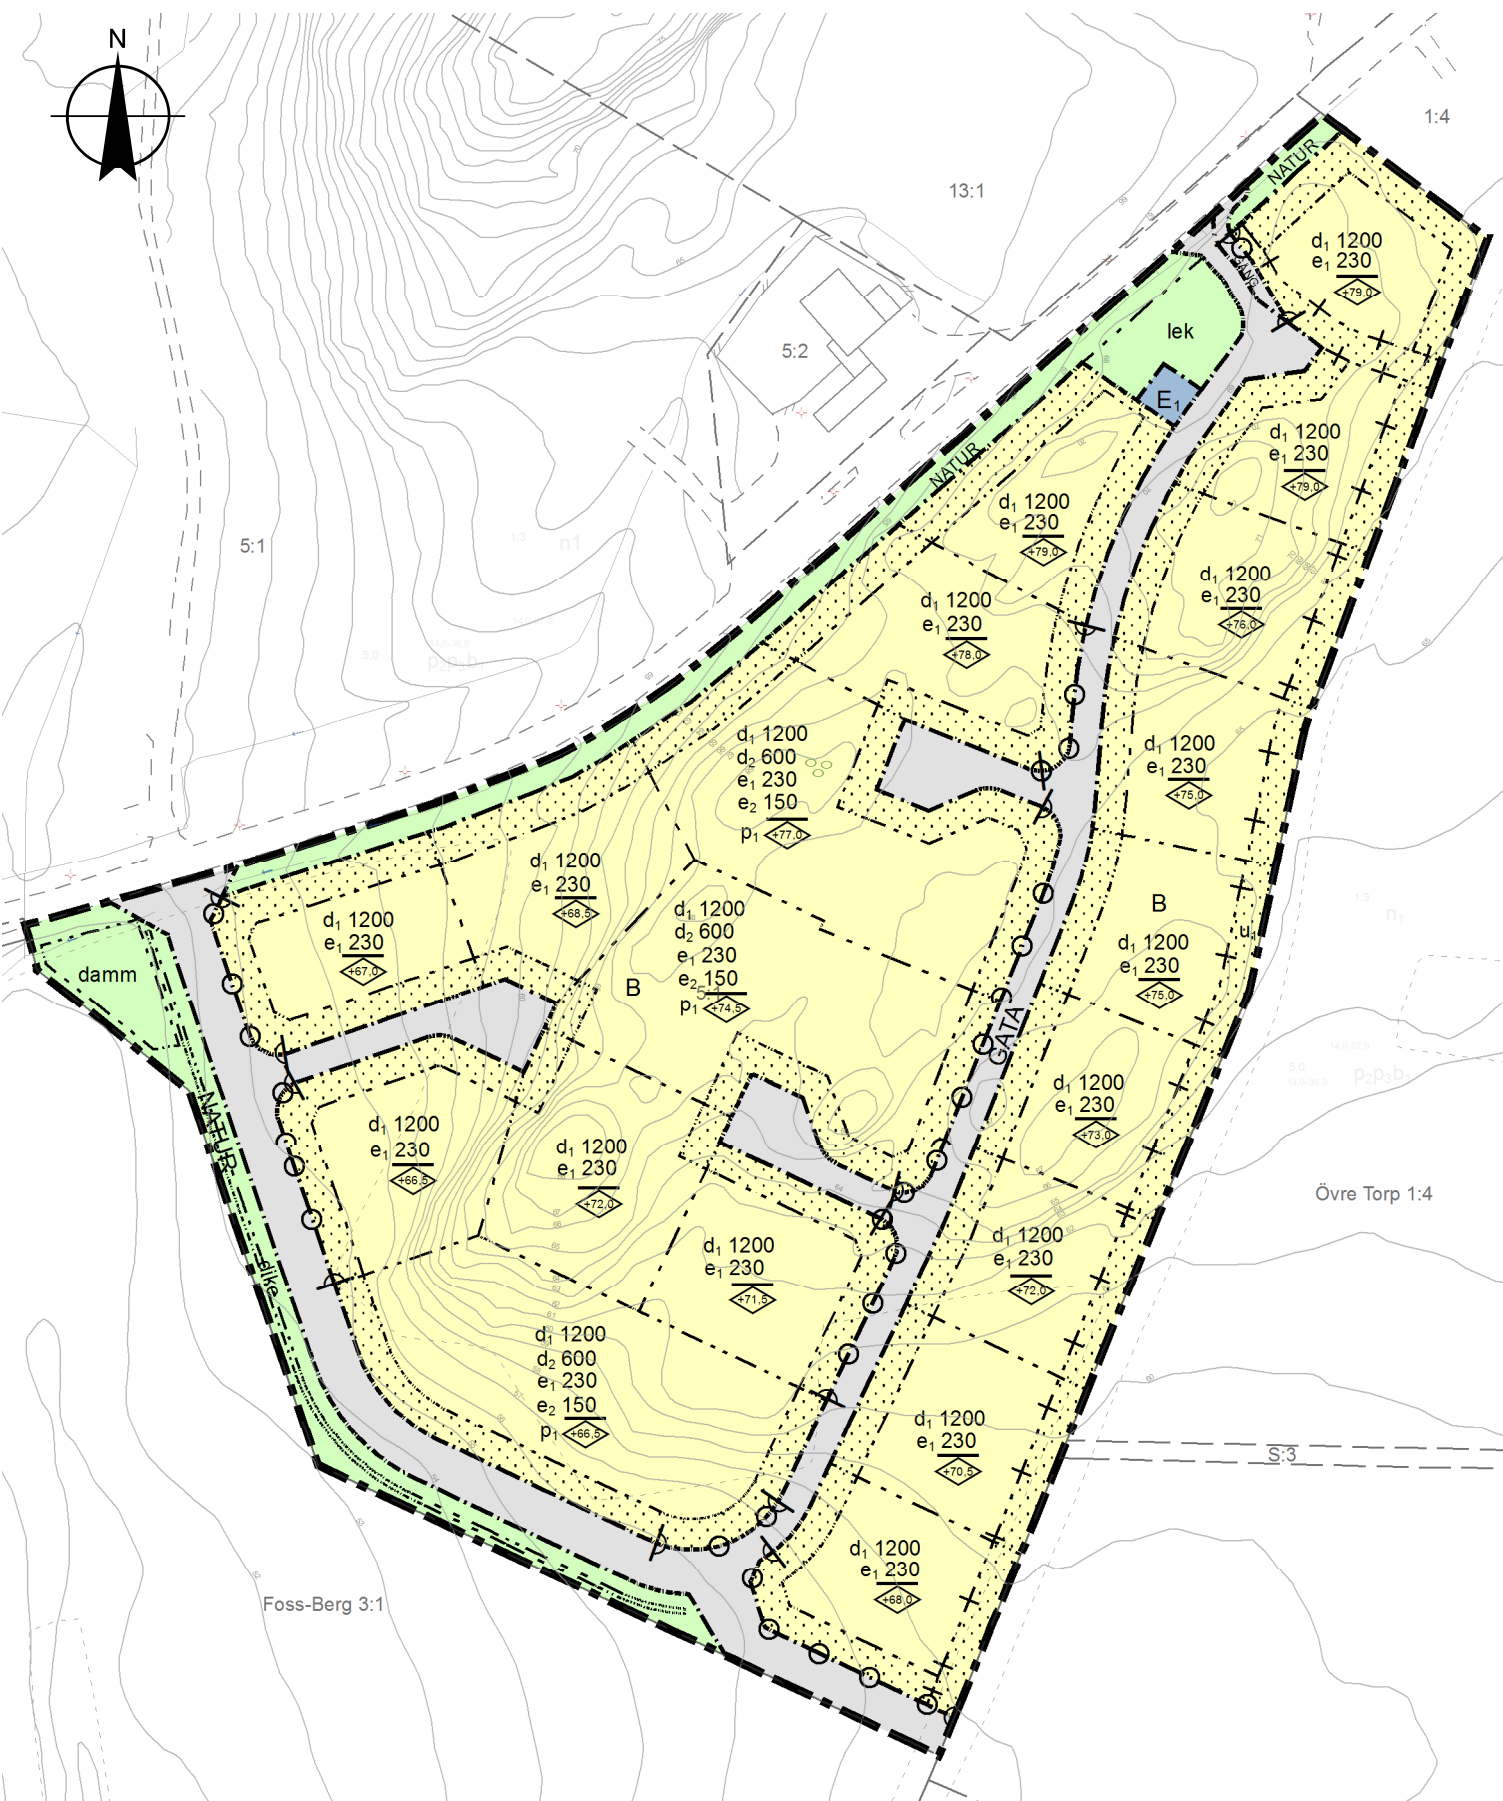 N
1:4
NATUR
13:1
d1 1200
e1 230
+79,0
GÅNG
lek
5:2
E1
d1 1200
e1 230
+79,0
NATUR
d1 1200
e1 230
+79,0
5:1
n1
d1 1200
e1 230
+76,0
d1 1200
e1 230
+78,0
d1 1200
d2 600
e1 230
e2 150
p1 +77,0
d1 1200
e1 230
+75,0
d1 1200
e1 230
+68,5
B
n1
d1 1200
e1 230
+67,0
d1 1200
d2 600
e1 230
e2 150
p1 +74,5
u1
d1 1200
e1 230
+75,0
damm
B
GATA
d1 1200
e1 230
+73,0
NATUR
d1 1200
e1 230
+66,5
d1 1200
e1 230
+72,0
Övre Torp 1:4
d1 1200
e1 230
+72,0
d1 1200
e1 230
+71,5
dike
d1 1200
d2 600
e1 230
e2 150
p1 +66,5
d1 1200
e1 230
+70,5
S:3
d1 1200
e1 230
+68,0
Foss-Berg 3:1